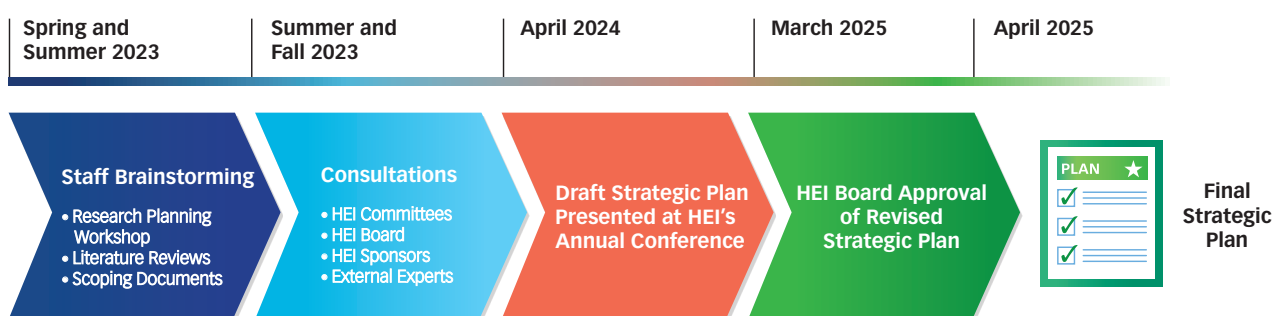 Spring and
Summer 2023
Summer and
Fall 2023
April 2024
March 2025
April 2025
Staff Brainstorming
• Research Planning
Workshop
• Literature Reviews
• Scoping Documents
Consultations
• HEI Committees
• HEI Board
• HEI Sponsors
• External Experts
Draft Strategic Plan
Presented at HEI's
Annual Conference
HEI Board Approval
of Revised
Strategic Plan
PLAN
Final
Strategic
Plan